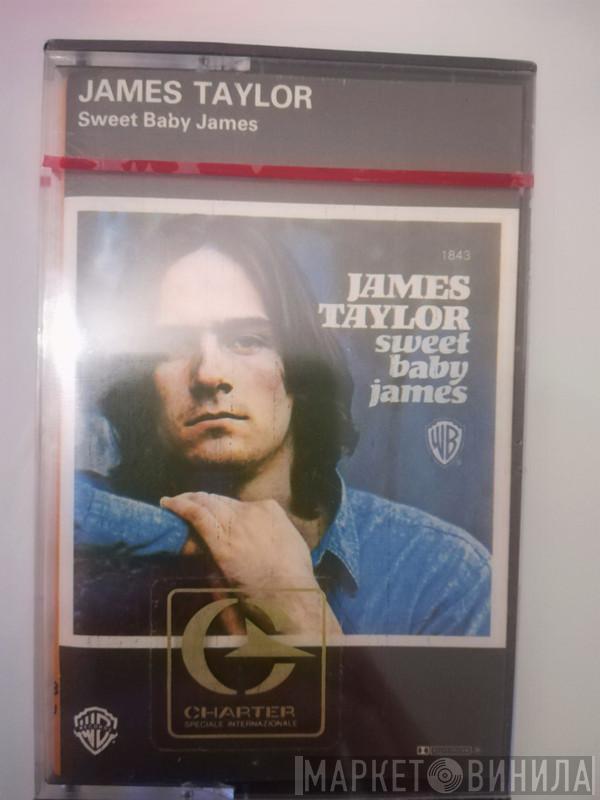 JAMES TAYLOR
Sweet Baby James
1843
JAMES
TAYLOR
sweet
baby
james
WB
CHARTER
SPECIALE INTERNAZIONALE
МАРКЕТ ВИНИЛА